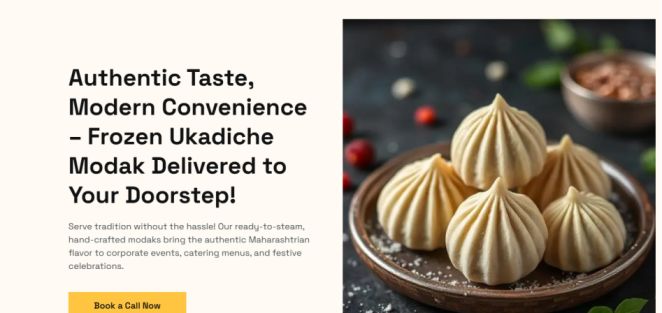 Authentic Taste,
Modern Convenience
– Frozen Ukadiche
Modak Delivered to
Your Doorstep!
Serve tradition without the hassle! Our ready-to-steam,
hand-crafted modaks bring the authentic Maharashtrian
flavor to corporate events, catering menus, and festive
celebrations.
Book a Call Now